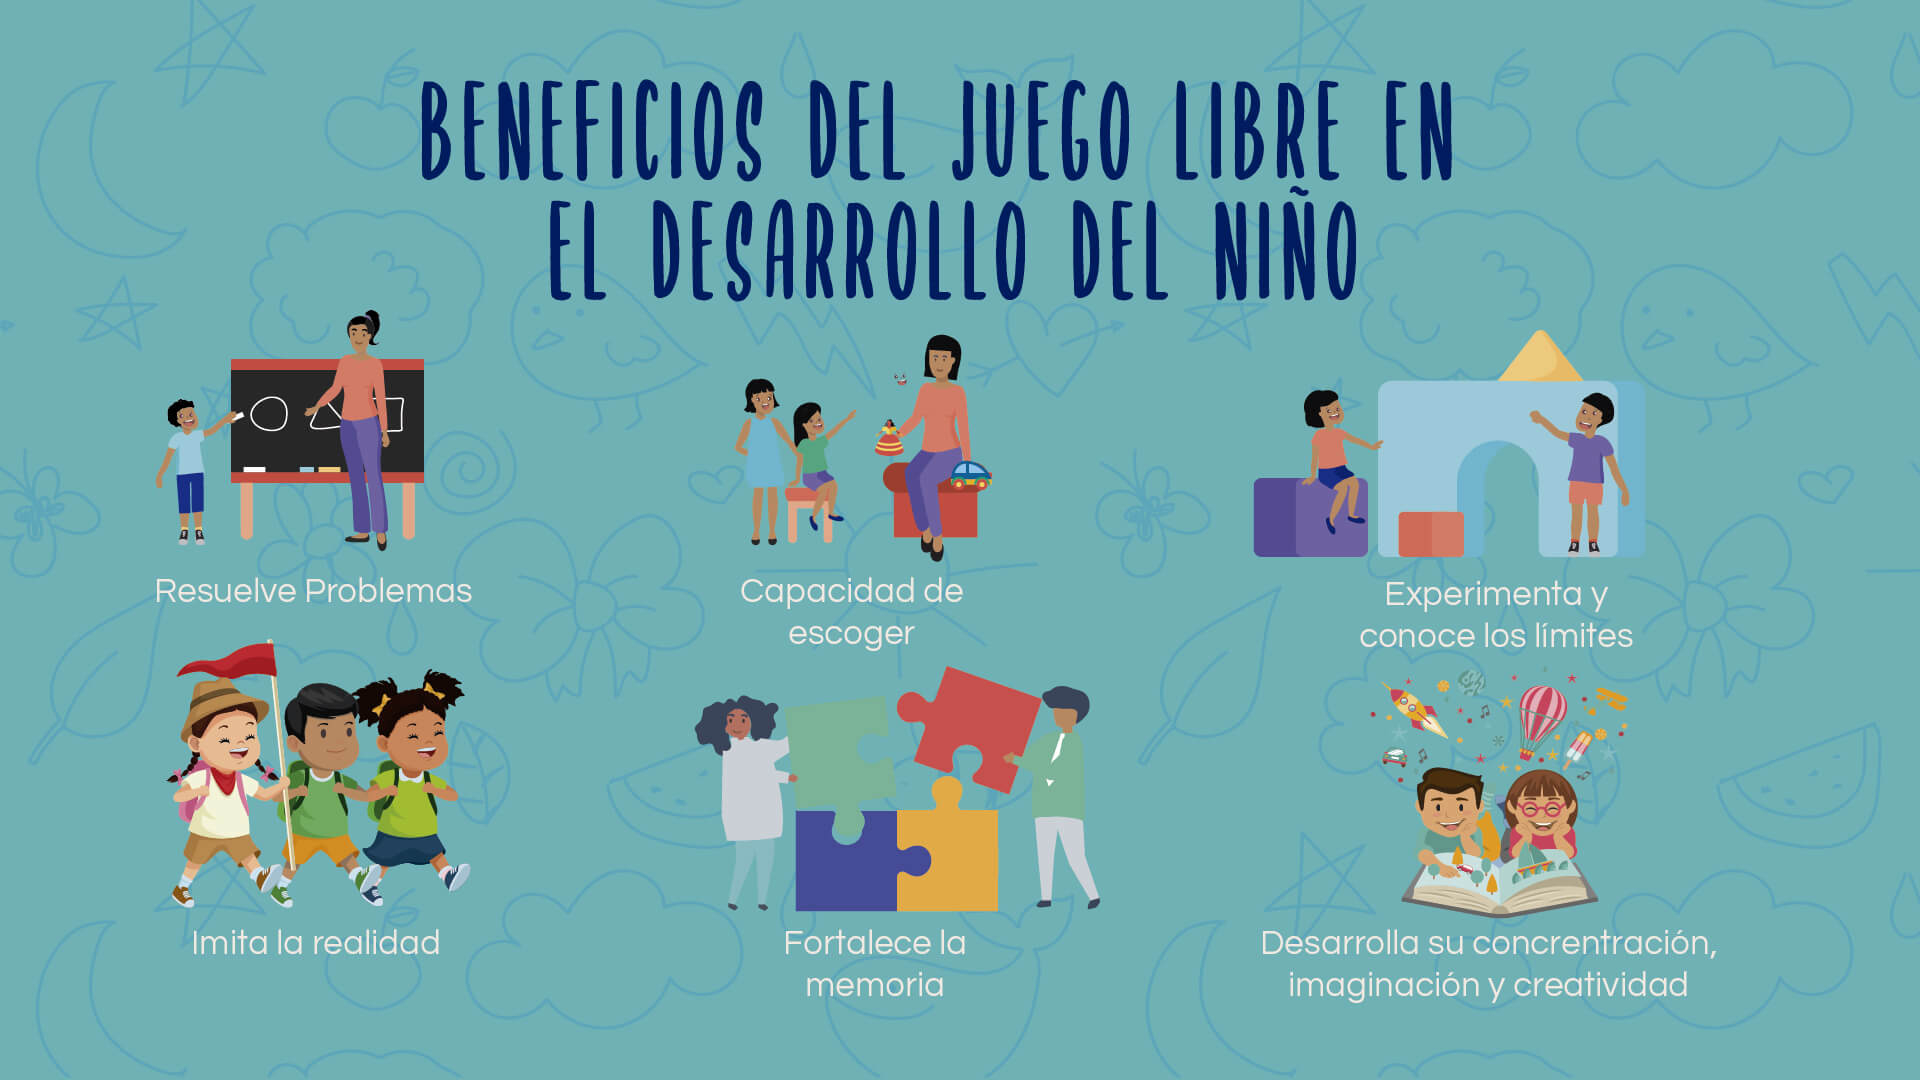 BENEFICIOS DEL JUEGO LIBRE EN
EL DESARROLLO DEL NIÑO
Resuelve Problemas
Capacidad de
escoger
Experimenta y
conoce los límites
Imita la realidad
Fortalece la
memoria
Desarrolla su concrentración,
imaginación y creatividad